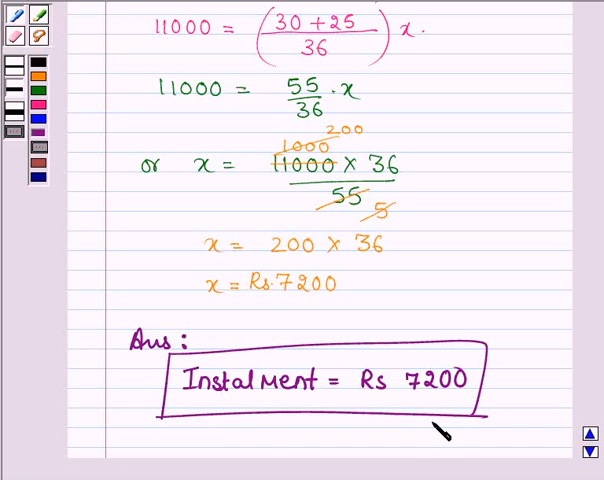 11000 = (30+25/36) x.
11000 = 55/36 · x
200
1000
or x = 11000 × 36/55
5
x = 200 × 36
x = Rs.7200
Ans:
Instalment = Rs 7200